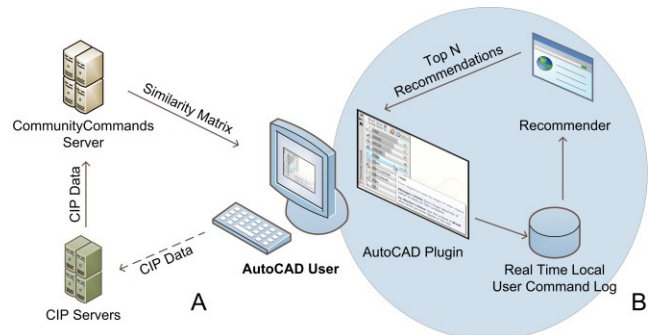 Top N
Recommendations
Similarity Matrix
CommunityCommands
Server
Recommender
CIP Data
AutoCAD User
AutoCAD Plugin
CIP Data
Real Time Local
User Command Log
CIP Servers
A
B